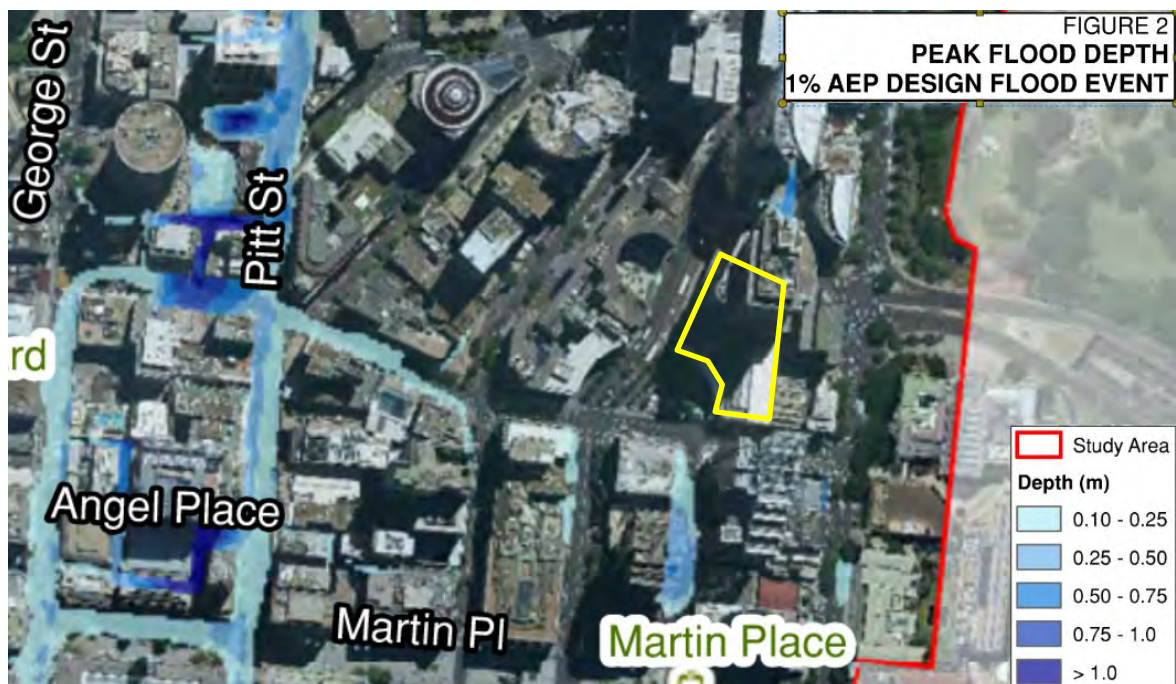 FIGURE 2
PEAK FLOOD DEPTH
1% AEP DESIGN FLOOD EVENT
George St
Pitt St
rd
Angel Place
Martin Pl
Martin Place
Study Area
Depth (m)
0.10 - 0.25
0.25 - 0.50
0.50 - 0.75
0.75 - 1.0
> 1.0